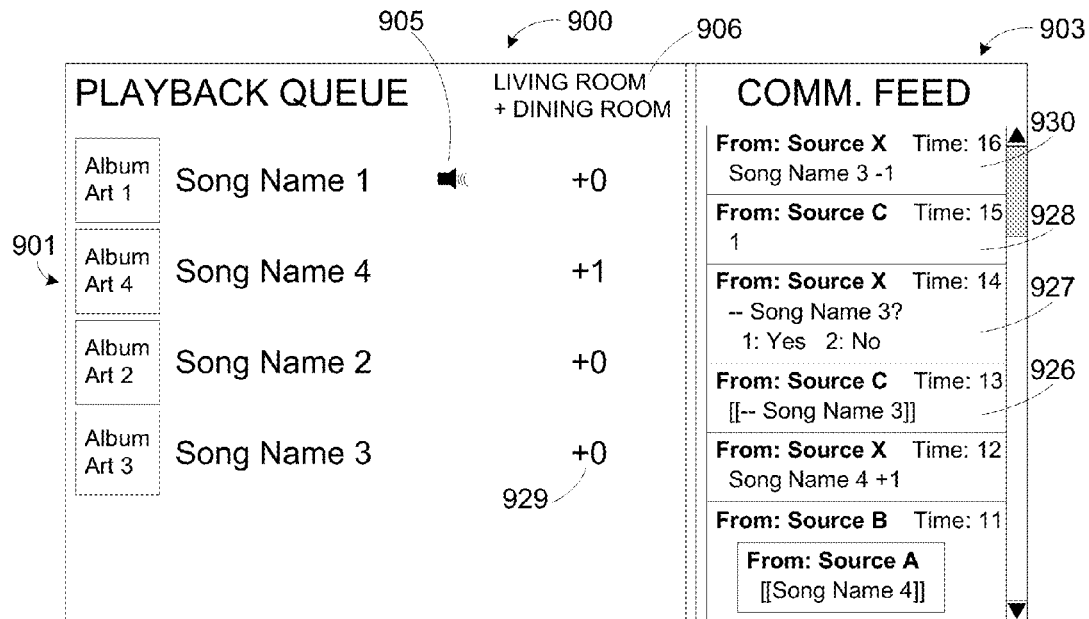 905
900
906
903
PLAYBACK QUEUE
LIVING ROOM
+ DINING ROOM
901
Album
Art 1
Song Name 1
+0
Album
Art 4
Song Name 4
+1
Album
Art 2
Song Name 2
+0
Album
Art 3
Song Name 3
+0
929
COMM. FEED
From: Source X Time: 16
Song Name 3 -1
930
From: Source C Time: 15
1
928
From: Source X Time: 14
-- Song Name 3?
1: Yes 2: No
927
From: Source C Time: 13
[[-- Song Name 3]]
926
From: Source X Time: 12
Song Name 4 +1
From: Source B Time: 11
From: Source A
[[Song Name 4]]